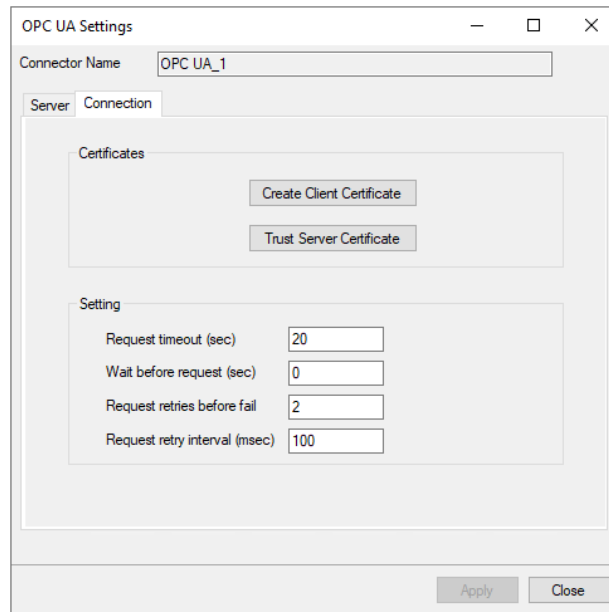 OPC UA Settings
Connector Name OPC UA_1
Server Connection
Certificates
Create Client Certificate
Trust Server Certificate
Setting
Request timeout (sec) 20
Wait before request (sec) 0
Request retries before fail 2
Request retry interval (msec) 100
Apply Close